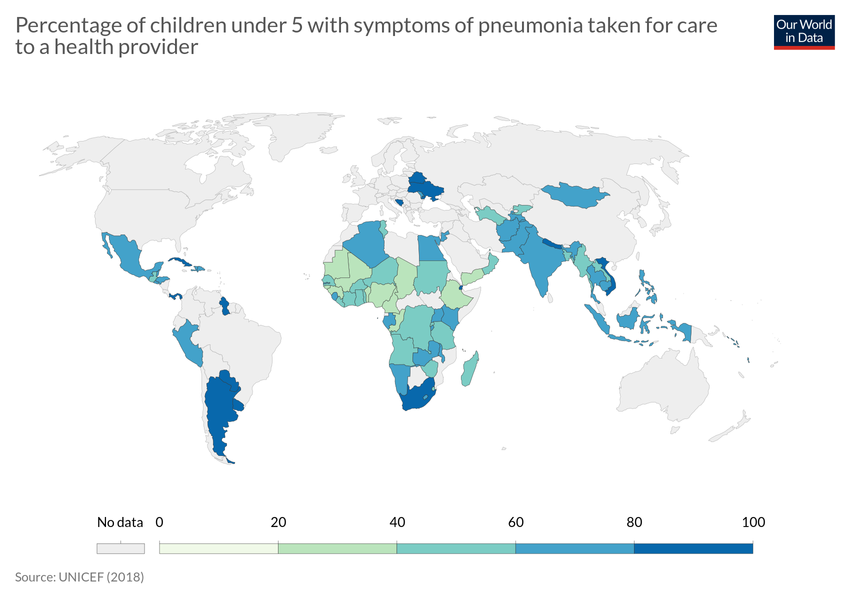 Percentage of children under 5 with symptoms of pneumonia taken for care
to a health provider
Our World
in Data
No data 0 20 40 60 80 100
Source: UNICEF (2018)